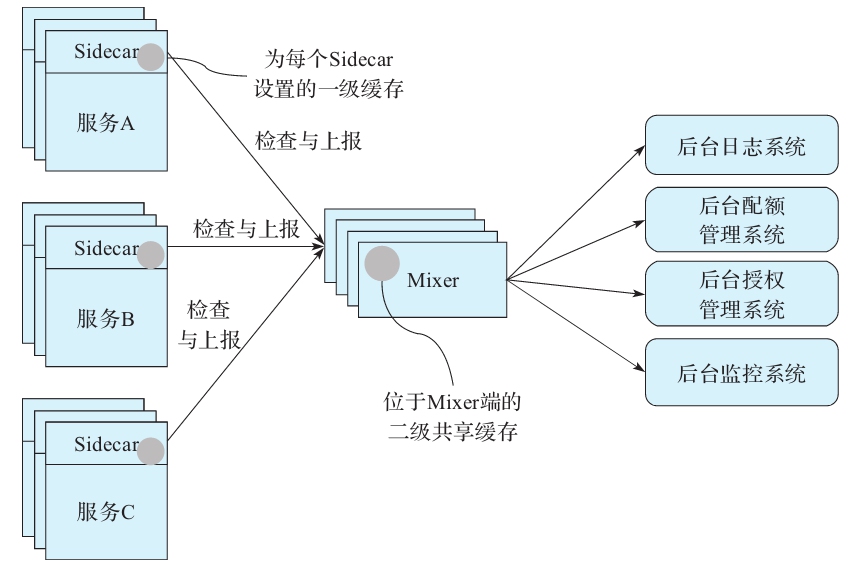 Sidecar
服务A
为每个Sidecar
设置的一级缓存
检查与上报
Sidecar
服务B
检查与上报
检查
与上报
Sidecar
服务C
Mixer
位于Mixer端的
二级共享缓存
后台日志系统
后台配额
管理系统
后台授权
管理系统
后台监控系统